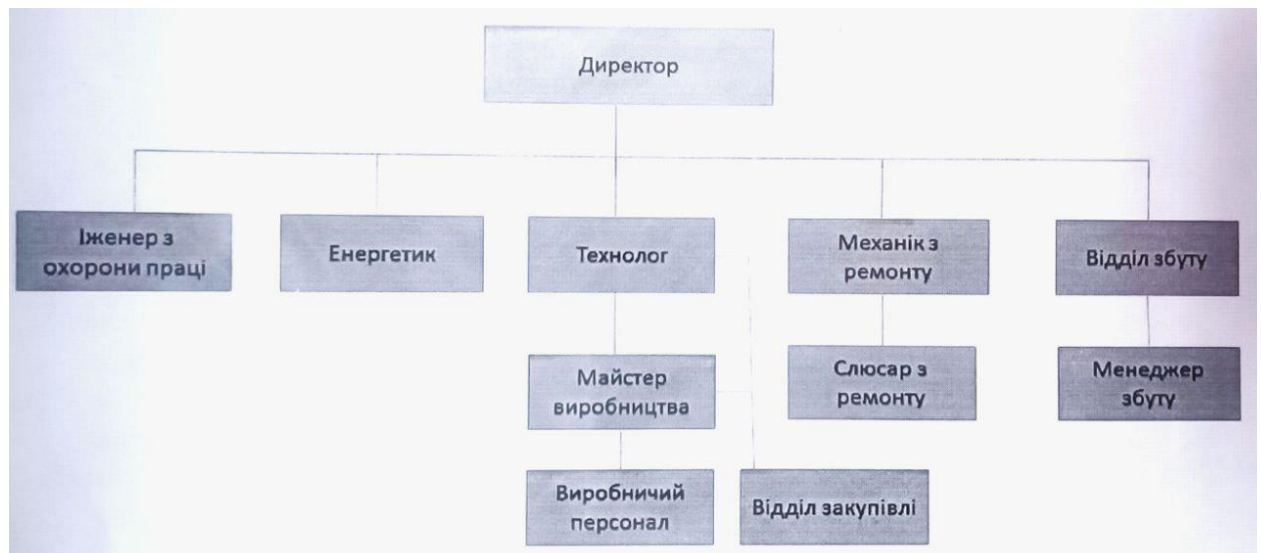 Директор
Іженер з
охорони праці
Енергетик
Технолог
Механік з
ремонту
Відділ збуту
Майстер
виробництва
Слюсар з
ремонту
Менеджер
збуту
Виробничий
персонал
Відділ закупівлі